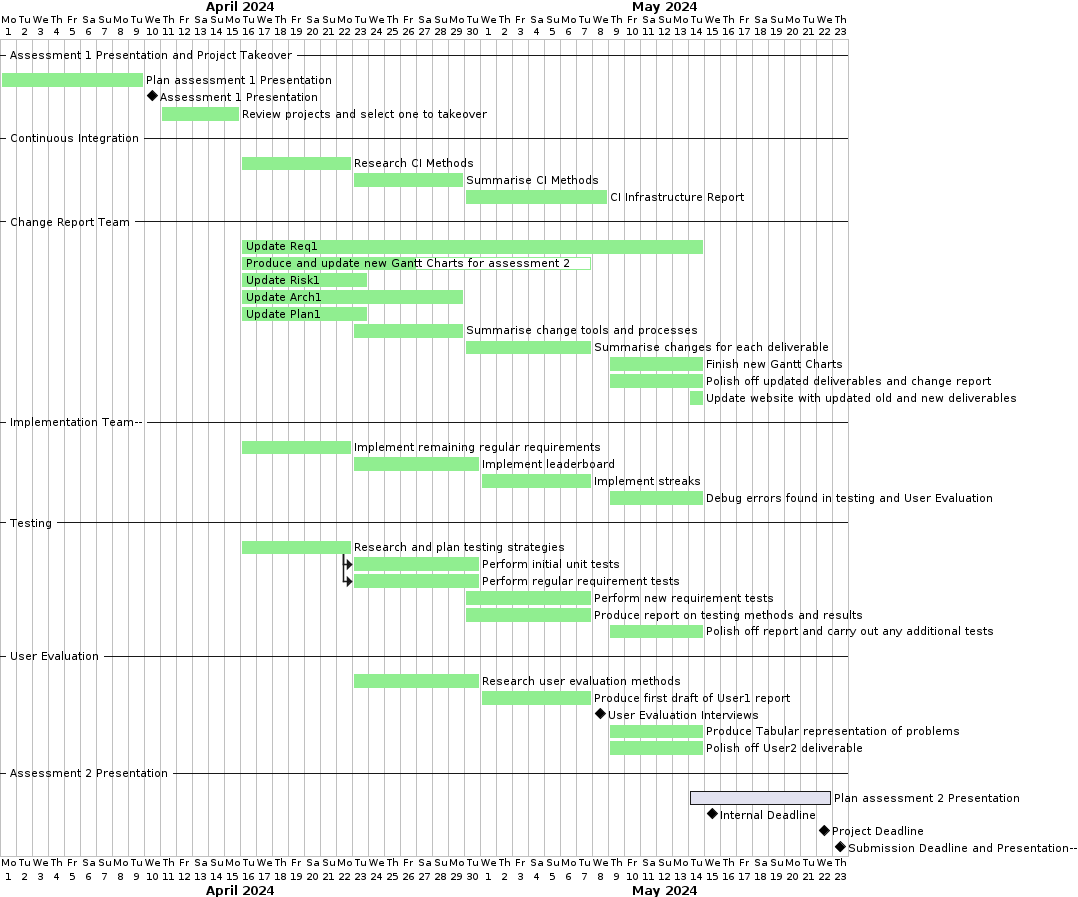 April 2024 May 2024
Mo Tu We Th Fr Sa Su Mo Tu We Th Fr Sa Su Mo Tu We Th Fr Sa Su Mo Tu We Th Fr Sa Su Mo Tu We Th Fr Sa Su Mo Tu We Th Fr Sa Su Mo Tu We Th Fr Sa Su Mo Tu We Th
1 2 3 4 5 6 7 8 9 10 11 12 13 14 15 16 17 18 19 20 21 22 23 24 25 26 27 28 29 30 1 2 3 4 5 6 7 8 9 10 11 12 13 14 15 16 17 18 19 20 21 22 23
Assessment 1 Presentation and Project Takeover
Plan assessment 1 Presentation
Assessment 1 Presentation
Review projects and select one to takeover
Continuous Integration
Research CI Methods
Summarise CI Methods
CI Infrastructure Report
Change Report Team
Update Req1
Produce and update new Gantt Charts for assessment 2
Update Risk1
Update Arch1
Update Plan1
Summarise change tools and processes
Summarise changes for each deliverable
Finish new Gantt Charts
Polish off updated deliverables and change report
Update website with updated old and new deliverables
Implementation Team--
Implement remaining regular requirements
Implement leaderboard
Implement streaks
Debug errors found in testing and User Evaluation
Testing
Research and plan testing strategies
Perform initial unit tests
Perform regular requirement tests
Perform new requirement tests
Produce report on testing methods and results
Polish off report and carry out any additional tests
User Evaluation
Research user evaluation methods
Produce first draft of User1 report
User Evaluation Interviews
Produce Tabular representation of problems
Polish off User2 deliverable
Assessment 2 Presentation
Plan assessment 2 Presentation
Internal Deadline
Project Deadline
Submission Deadline and Presentation--
Mo Tu We Th Fr Sa Su Mo Tu We Th Fr Sa Su Mo Tu We Th Fr Sa Su Mo Tu We Th Fr Sa Su Mo Tu We Th Fr Sa Su Mo Tu We Th Fr Sa Su Mo Tu We Th Fr Sa Su Mo Tu We Th
1 2 3 4 5 6 7 8 9 10 11 12 13 14 15 16 17 18 19 20 21 22 23 24 25 26 27 28 29 30 1 2 3 4 5 6 7 8 9 10 11 12 13 14 15 16 17 18 19 20 21 22 23
April 2024 May 2024